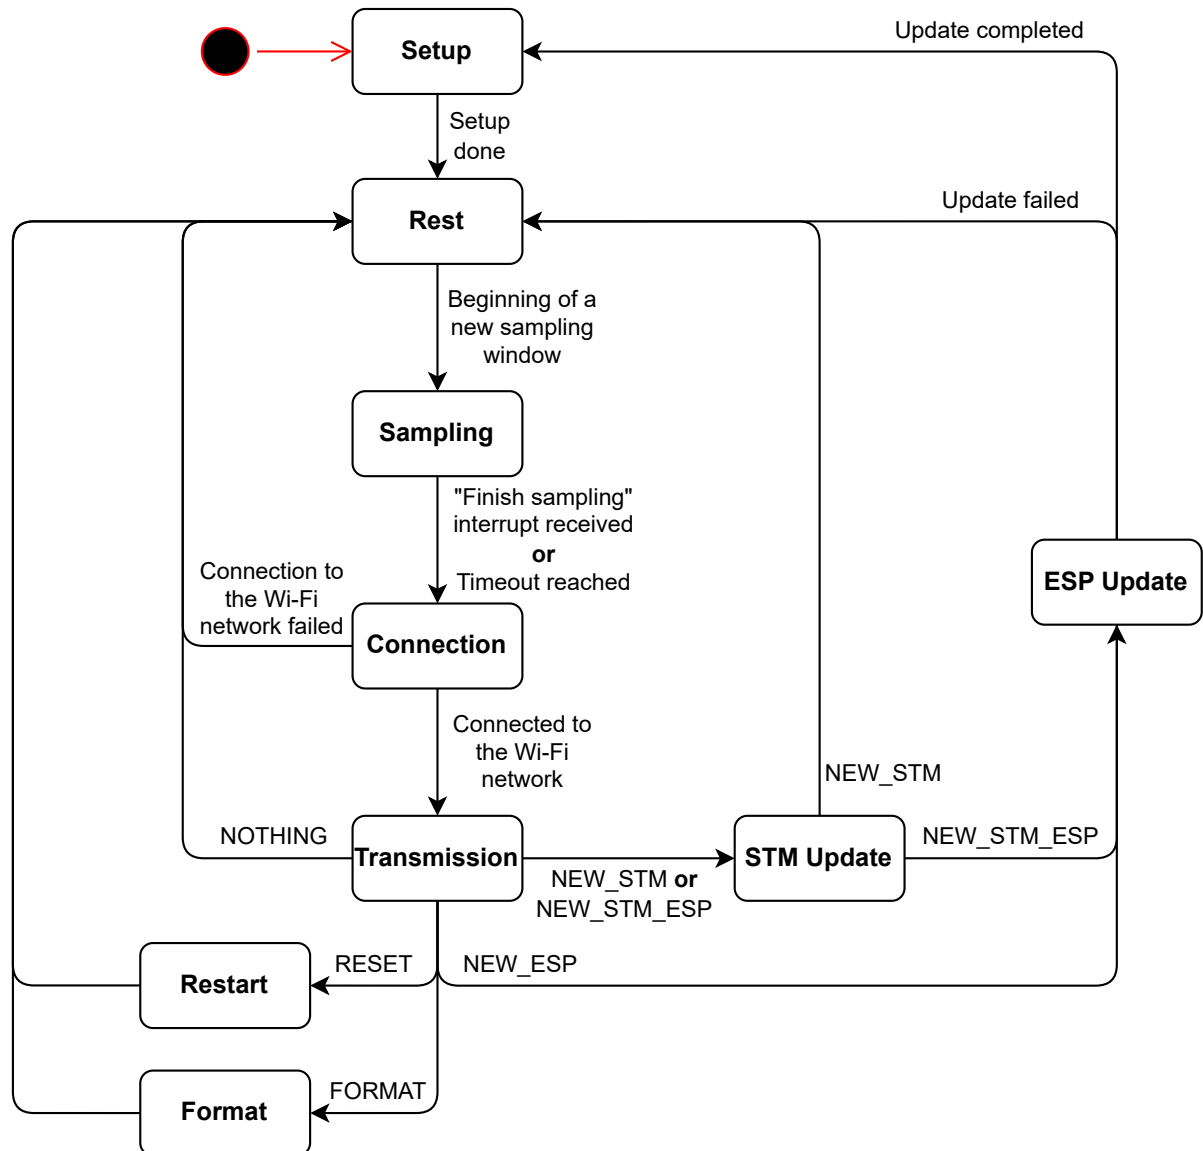 Setup
Update completed
Setup
done
Rest
Update failed
Beginning of a
new sampling
window
Sampling
"Finish sampling"
interrupt received
or
Timeout reached
Connection to
the Wi-Fi
network failed
ESP Update
Connection
Connected to
the Wi-Fi
network
NEW_STM
NOTHING
Transmission
NEW_STM or
NEW_STM_ESP
STM Update
NEW_STM_ESP
Restart
RESET
NEW_ESP
Format
FORMAT